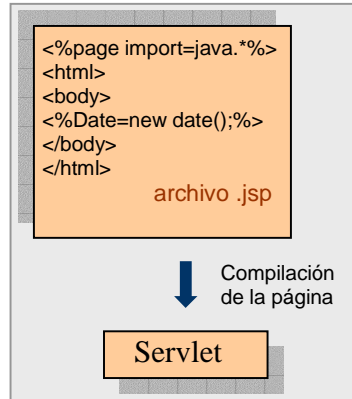 <%page import=java.*%>
<html>
<body>
<%Date=new date();%>
</body>
</html>
archivo .jsp
Compilación
de la página
Servlet